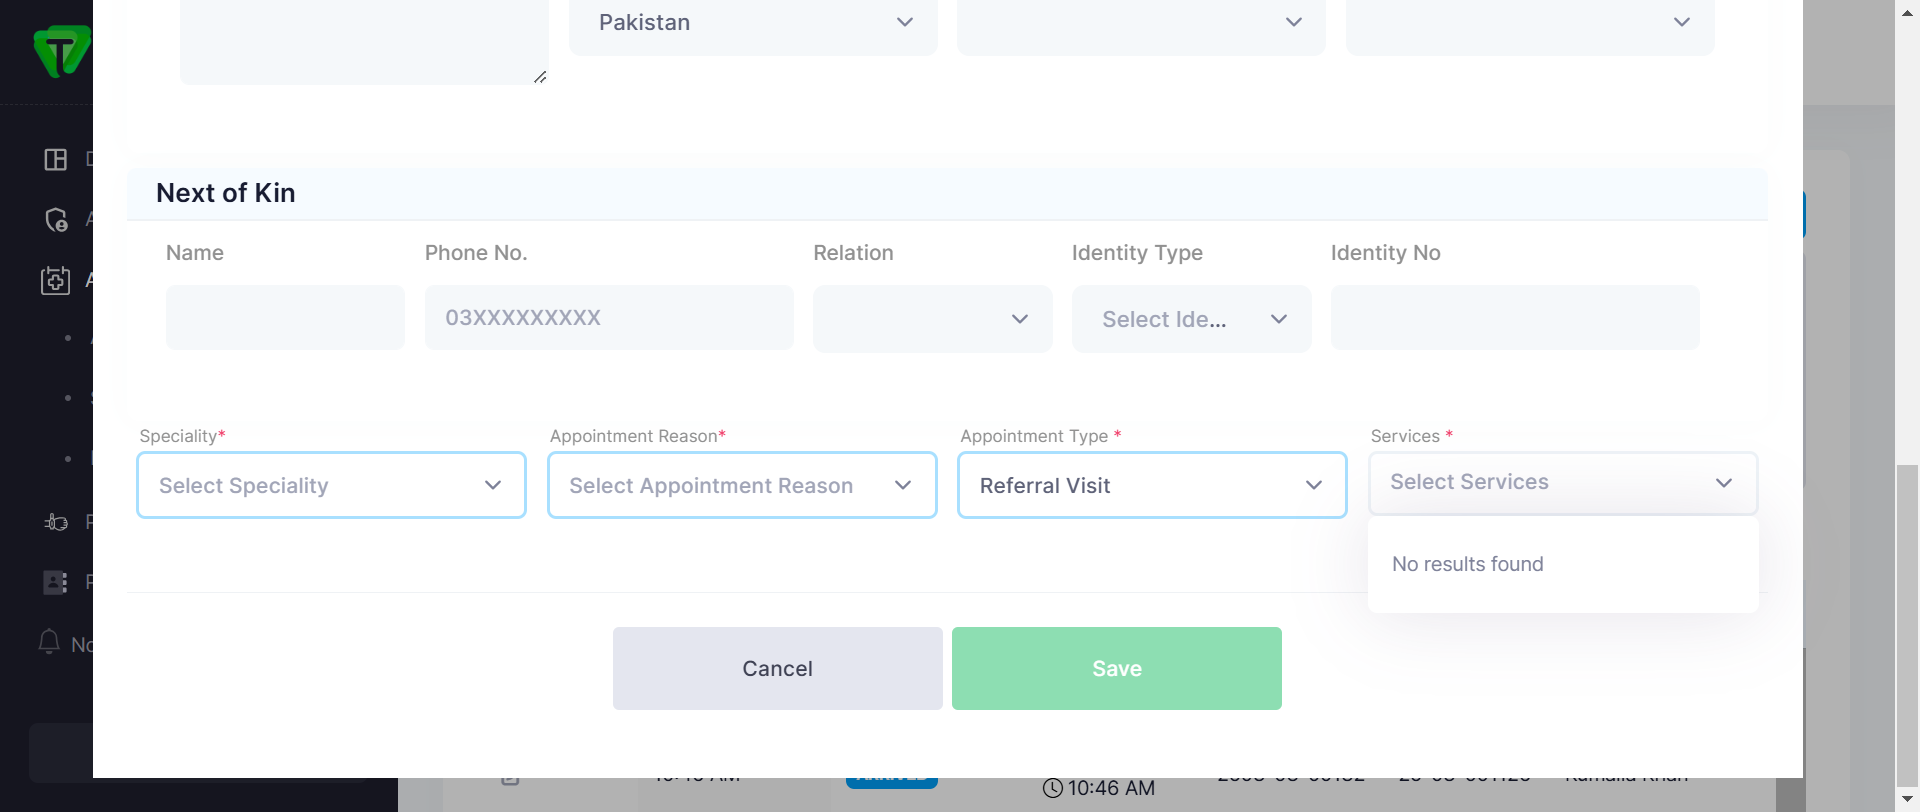 Pakistan
Next of Kin
Name Phone No. Relation Identity Type Identity No
03XXXXXXXXX Select Ide...
Speciality* Appointment Reason* Appointment Type * Services *
Select Speciality Select Appointment Reason Referral Visit Select Services
No results found
Cancel Save
10:46 AM